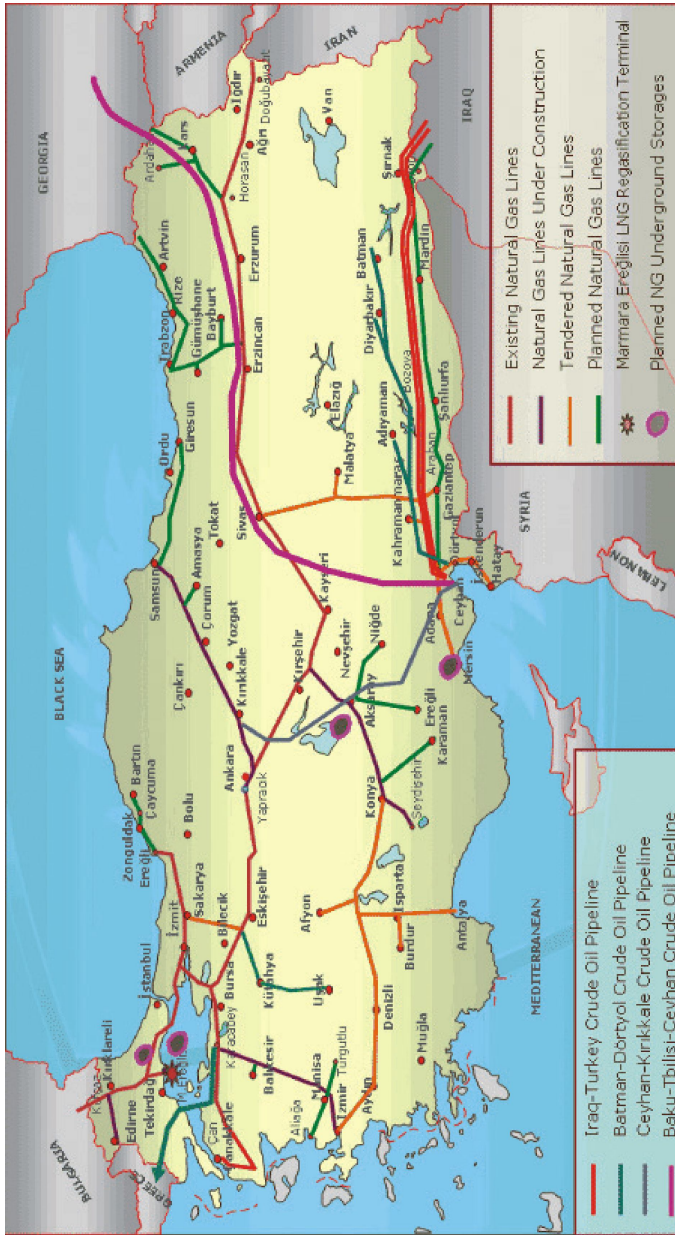 BLACK SEA
GEORGIA
ARMENIA
IRAN
IRAQ
SYRIA
LEBANON
MEDITERRANEAN
BULGARIA
GREECE
Edirne
Kırklareli
Tekirdağ
İstanbul
İzmit
Sakarya
Zonguldak
Ereğli
Bartın
Çaycuma
Bolu
Bilecik
Bursa
Karacabey
Çan
Çanakkale
Balıkesir
Manisa
Turgutlu
Aliağa
İzmir
Aydın
Muğla
Denizli
Uşak
Kütahya
Eskişehir
Afyon
Isparta
Burdur
Antalya
Ankara
Yapracık
Çankırı
Kırıkkale
Yozgat
Çorum
Amasya
Samsun
Tokat
Kırşehir
Nevşehir
Kayseri
Aksaray
Niğde
Ereğli
Karaman
Konya
Seydişehir
Mersin
Adana
Ceyhan
Dörtyol
İskenderun
Hatay
Sivas
Ordu
Giresun
Trabzon
Rize
Artvin
Gümüşhane
Bayburt
Erzincan
Erzurum
Ardahan
Kars
Horasan
Ağrı
Iğdır
Doğubayazıt
Van
Malatya
Elazığ
Adıyaman
Kahramanmaraş
Gaziantep
Araban
Bozova
Şanlıurfa
Diyarbakır
Batman
Mardin
Şırnak
Iraq-Turkey Crude Oil Pipeline
Batman-Dörtyol Crude Oil Pipeline
Ceyhan-Kırıkkale Crude Oil Pipeline
Baku-Tbilisi-Ceyhan Crude Oil Pipeline
Existing Natural Gas Lines
Natural Gas Lines Under Construction
Tendered Natural Gas Lines
Planned Natural Gas Lines
Marmara Ereğlisi LNG Regasification Terminal
Planned NG Underground Storages